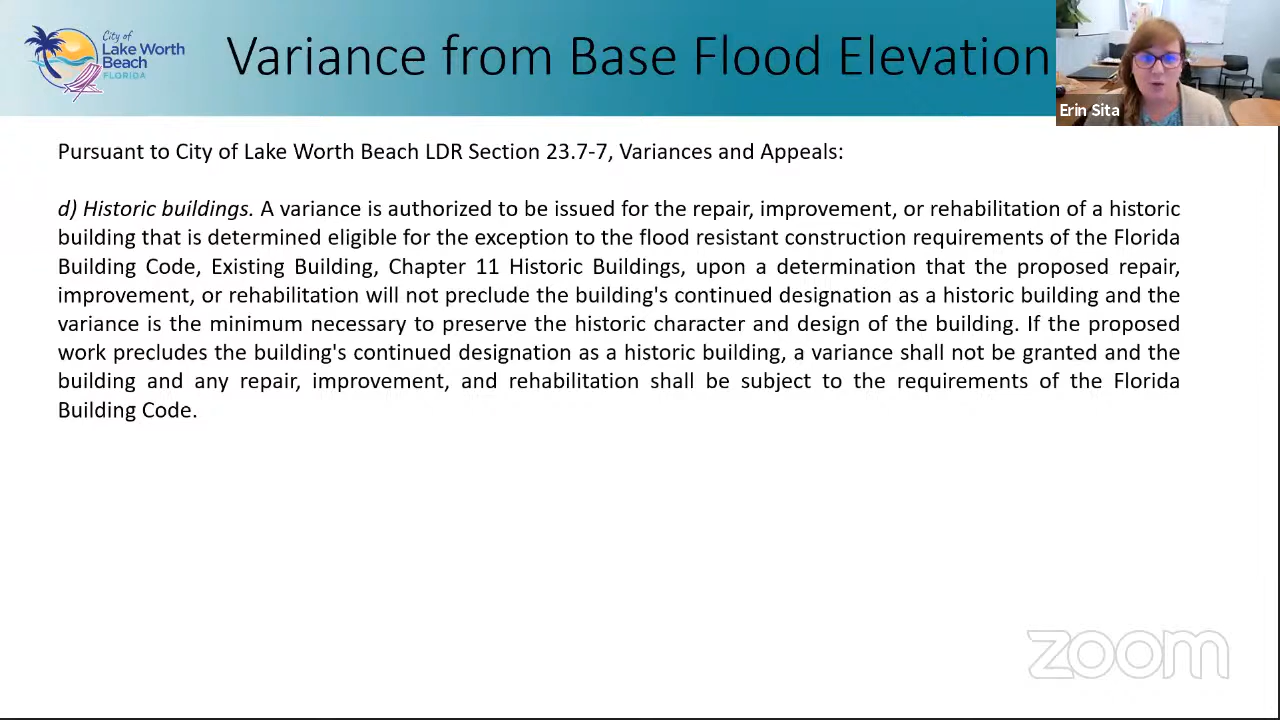 City of
Lake Worth
Beach
FLORIDA
Variance from Base Flood Elevation
Erin Sita
Pursuant to City of Lake Worth Beach LDR Section 23.7-7, Variances and Appeals:
d) Historic buildings. A variance is authorized to be issued for the repair, improvement, or rehabilitation of a historic
building that is determined eligible for the exception to the flood resistant construction requirements of the Florida
Building Code, Existing Building, Chapter 11 Historic Buildings, upon a determination that the proposed repair,
improvement, or rehabilitation will not preclude the building's continued designation as a historic building and the
variance is the minimum necessary to preserve the historic character and design of the building. If the proposed
work precludes the building's continued designation as a historic building, a variance shall not be granted and the
building and any repair, improvement, and rehabilitation shall be subject to the requirements of the Florida
Building Code.
zoom